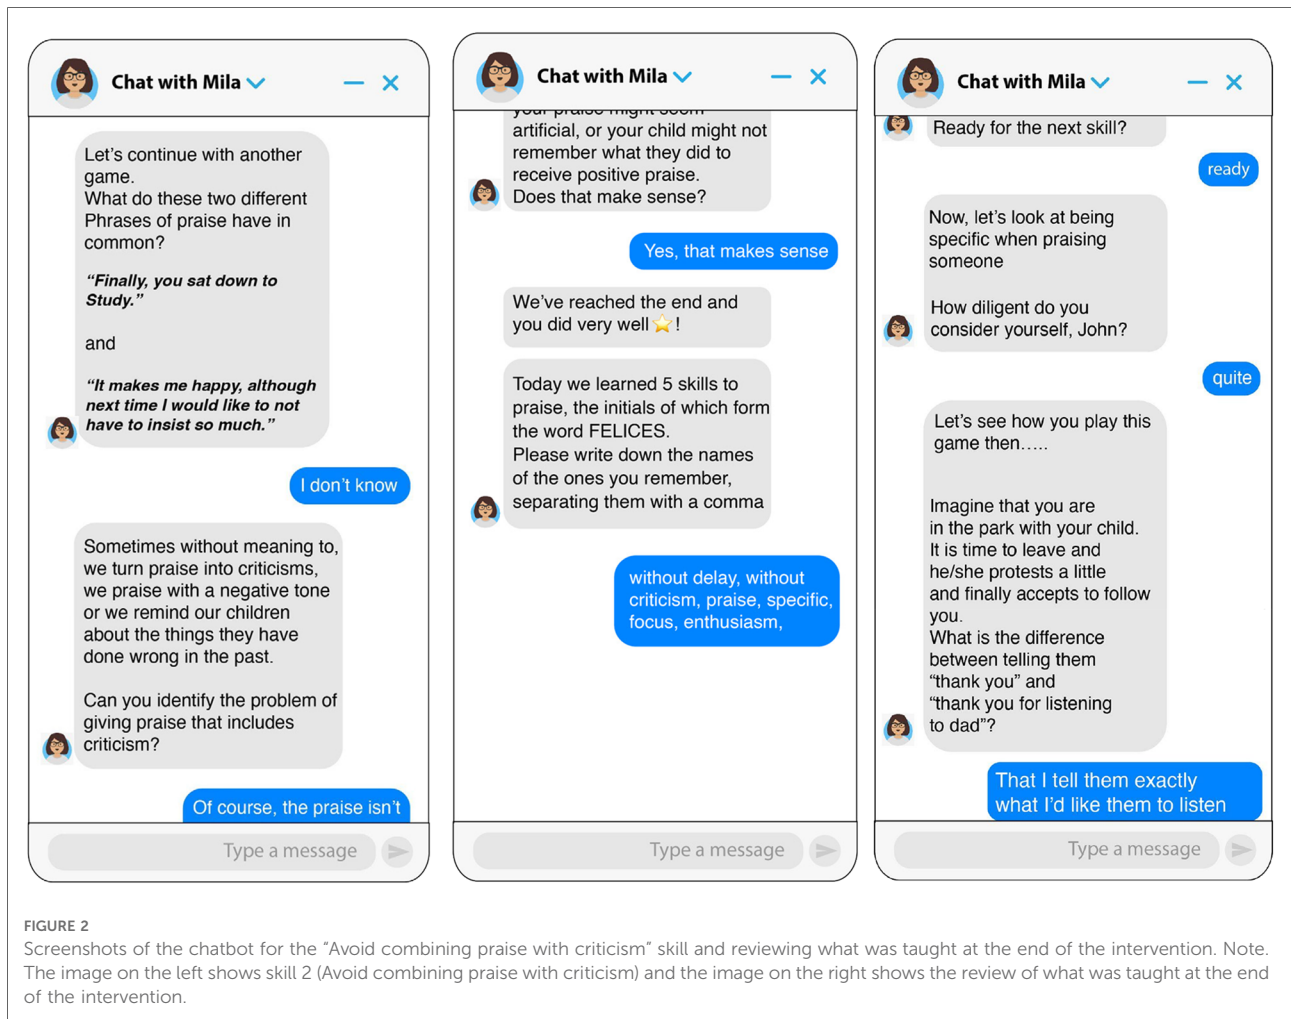 Chat with Mila
Let's continue with another
game.
What do these two different
Phrases of praise have in
common?
“Finally, you sat down to
Study.”
and
“It makes me happy, although
next time I would like to not
have to insist so much.”
I don't know
Sometimes without meaning to,
we turn praise into criticisms,
we praise with a negative tone
or we remind our children
about the things they have
done wrong in the past.
Can you identify the problem of
giving praise that includes
criticism?
Of course, the praise isn't
Type a message
Chat with Mila
your praise might seem
artificial, or your child might not
remember what they did to
receive positive praise.
Does that make sense?
Yes, that makes sense
We've reached the end and
you did very well⭐!
Today we learned 5 skills to
praise, the initials of which form
the word FELICES.
Please write down the names
of the ones you remember,
separating them with a comma
without delay, without
criticism, praise, specific,
focus, enthusiasm,
Type a message
Chat with Mila
Ready for the next skill?
ready
Now, let's look at being
specific when praising
someone
How diligent do you
consider yourself, John?
quite
Let's see how you play this
game then.....
Imagine that you are
in the park with your child.
It is time to leave and
he/she protests a little
and finally accepts to follow
you.
What is the difference
between telling them
“thank you” and
“thank you for listening
to dad”?
That I tell them exactly
what I'd like them to listen
Type a message
FIGURE 2
Screenshots of the chatbot for the “Avoid combining praise with criticism” skill and reviewing what was taught at the end of the intervention. Note.
The image on the left shows skill 2 (Avoid combining praise with criticism) and the image on the right shows the review of what was taught at the end
of the intervention.